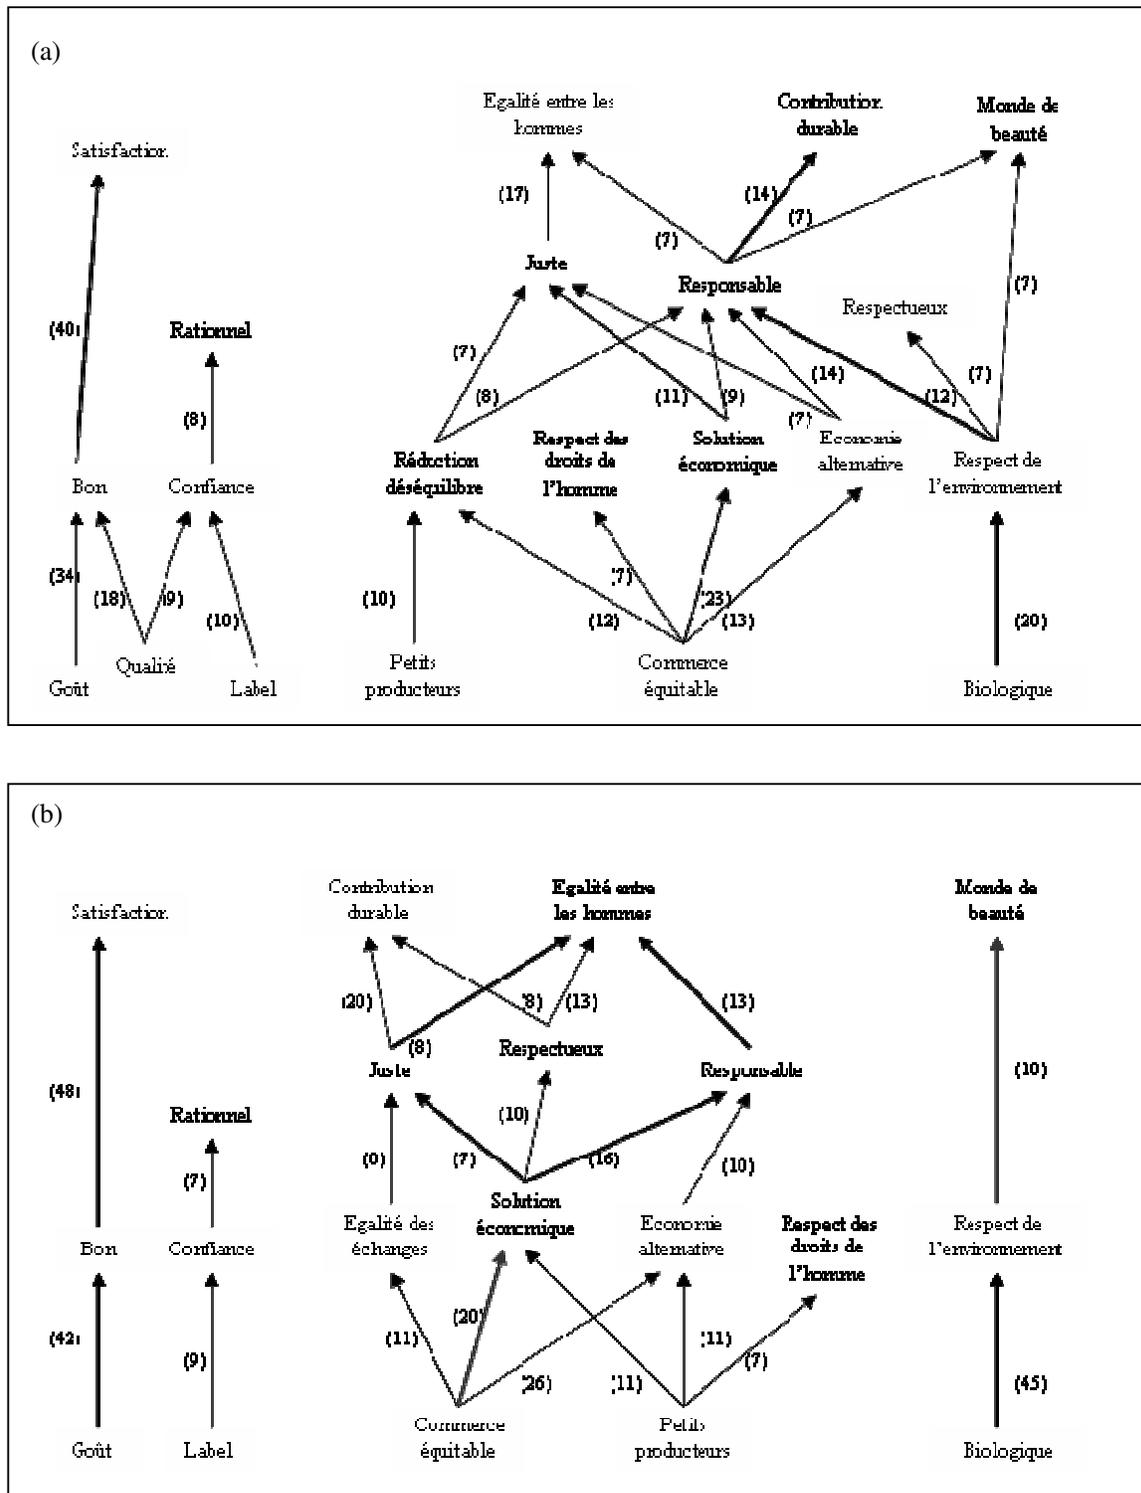 (a)
Egalité entre les
hommes
Contribution
durable
Monde de
beauté
Satisfaction
(17)
(14)
(7)
(7)
Juste
Responsable
(7)
Respectueux
(40)
Rationnel
(7)
(8)
(8)
(11)
(9)
(14)
(7)
(12)
(7)
Bon
Confiance
Réduction
déséquilibre
Respect des
droits de
l'homme
Solution
économique
Economie
alternative
Respect de
l'environnement
(34)
(18)
(9)
(10)
(10)
(12)
(7)
(23)
(13)
(20)
Goût
Qualité
Label
Petits
producteurs
Commerce
équitable
Biologique
(b)
Satisfaction
Contribution
durable
Egalité entre
les hommes
Monde de
beauté
(20)
(8)
(8)
(13)
(13)
Juste
Respectueux
Responsable
(48)
(10)
Rationnel
(7)
(0)
(7)
(10)
(16)
(10)
Bon
Confiance
Egalité des
échanges
Solution
économique
Economie
alternative
Respect des
droits de
l'homme
Respect de
l'environnement
(42)
(9)
(11)
(20)
(26)
(11)
(11)
(7)
(45)
Goût
Label
Commerce
équitable
Petits
producteurs
Biologique